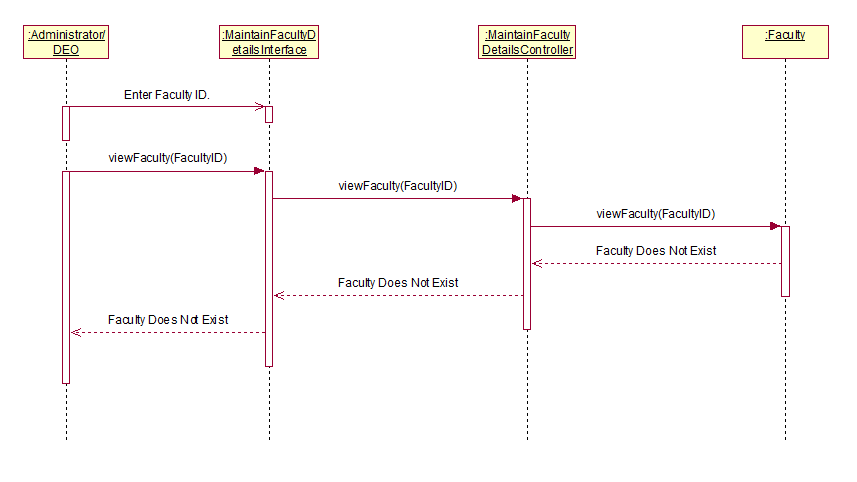 :Administrator/
DEO
:MaintainFacultyD
etailsInterface
:MaintainFaculty
DetailsController
:Faculty
Enter Faculty ID.
viewFaculty(FacultyID)
viewFaculty(FacultyID)
viewFaculty(FacultyID)
Faculty Does Not Exist
Faculty Does Not Exist
Faculty Does Not Exist